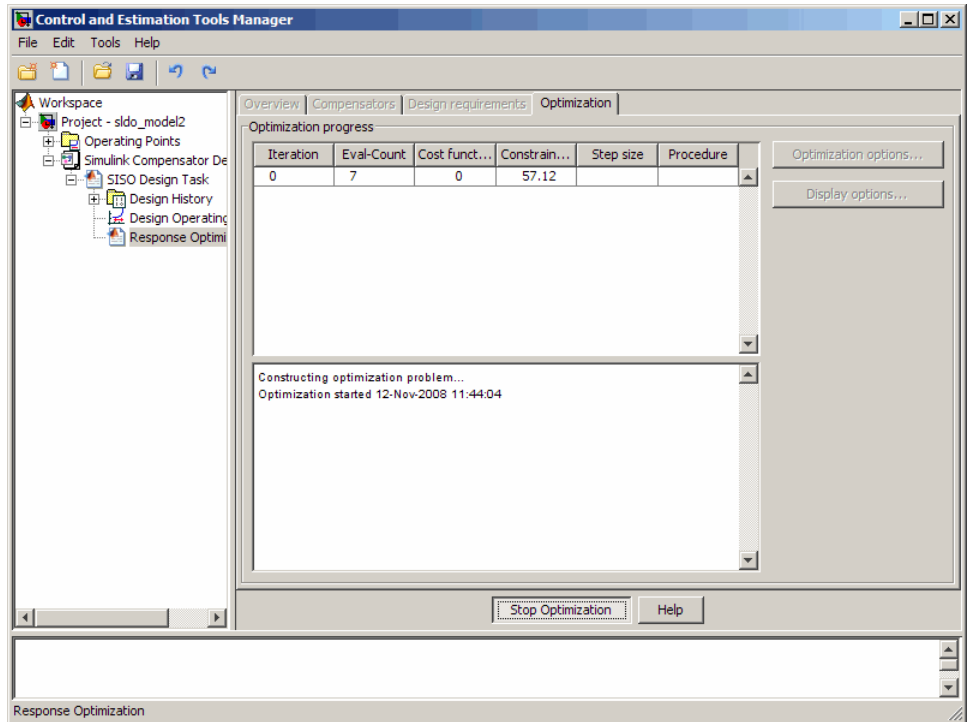 Control and Estimation Tools Manager
File Edit Tools Help
Workspace
Project - sldo_model2
Operating Points
Simulink Compensator De
SISO Design Task
Design History
Design Operating
Response Optimi
Overview Compensators Design requirements Optimization
Optimization progress
Iteration Eval-Count Cost funct... Constrain... Step size Procedure
0 7 0 57.12
Optimization options...
Display options...
Constructing optimization problem...
Optimization started 12-Nov-2008 11:44:04
Stop Optimization Help
Response Optimization